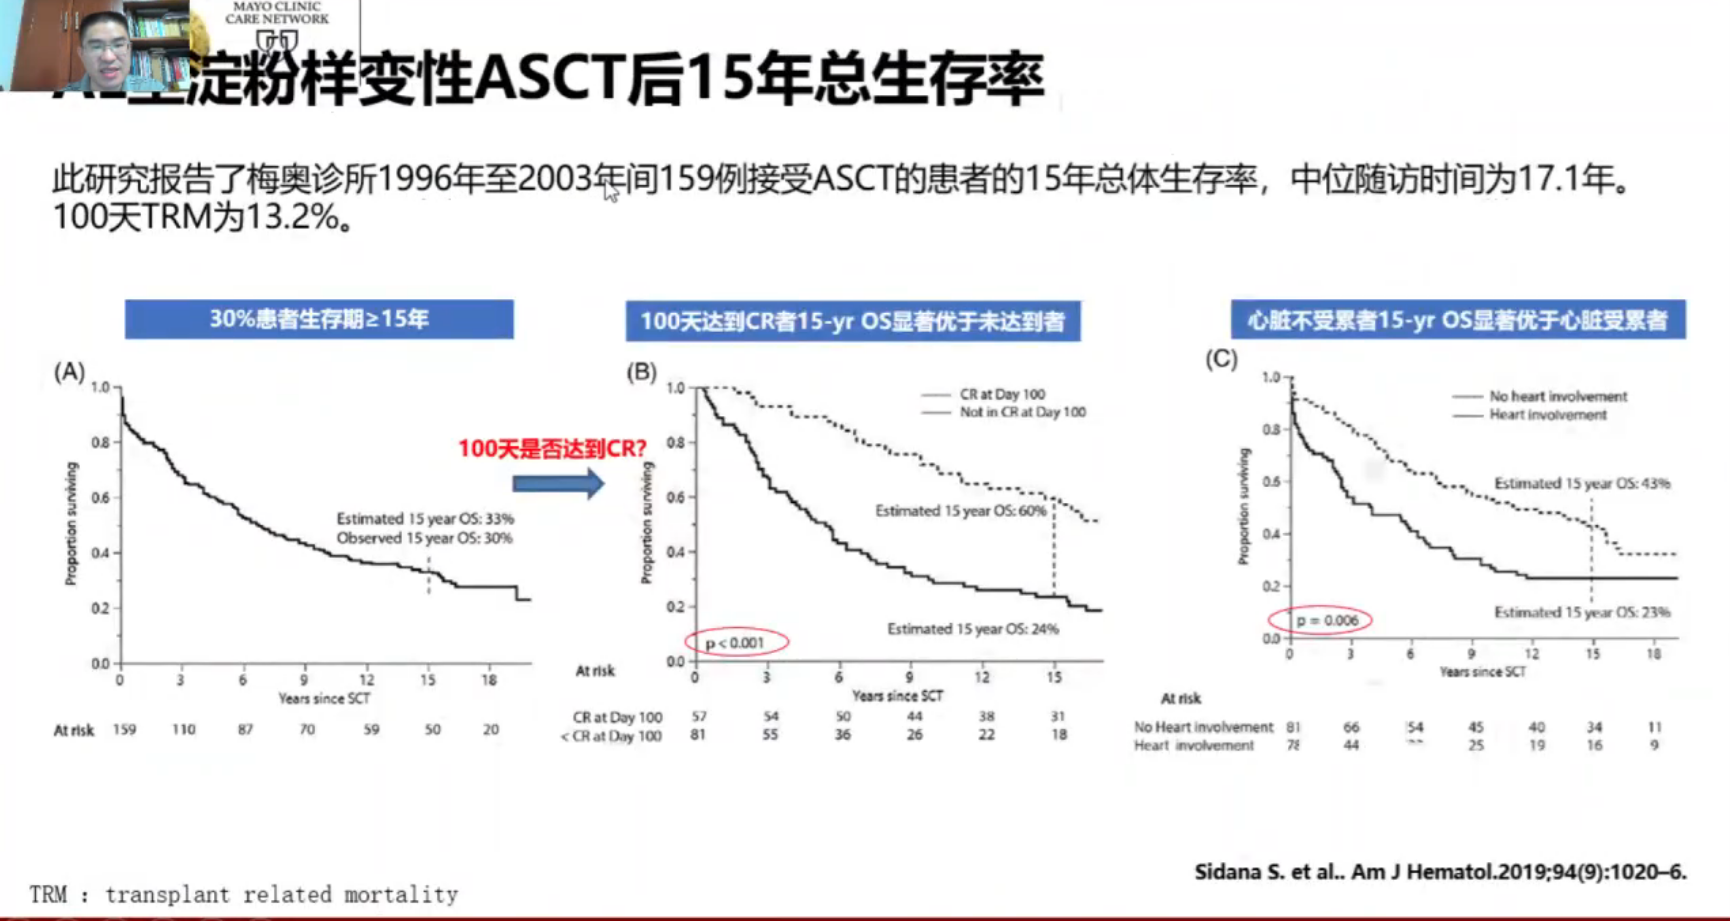 MAYO CLINIC
CARE NETWORK
淀粉样变性ASCT后15年总生存率
此研究报告了梅奥诊所1996年至2003年间159例接受ASCT的患者的15年总体生存率，中位随访时间为17.1年。
100天TRM为13.2%。
30%患者生存期≥15年
(A)
1.0
0.8
0.6
0.4
0.2
0.0
Proportion surviving
Estimated 15 year OS: 33%
Observed 15 year OS: 30%
0 3 6 9 12 15 18
Years since SCT
At risk 159 110 87 70 59 50 20
100天是否达到CR?
100天达到CR者15-yr OS显著优于未达到者
(B)
1.0
0.8
0.6
0.4
0.2
0.0
Proportion surviving
CR at Day 100
Not in CR at Day 100
Estimated 15 year OS: 60%
Estimated 15 year OS: 24%
p < 0.001
0 3 6 9 12 15
Years since SCT
At risk
CR at Day 100 57 54 50 44 38 31
< CR at Day 100 81 55 36 26 22 18
心脏不受累者15-yr OS显著优于心脏受累者
(C)
1.0
0.8
0.6
0.4
0.2
0.0
Proportion surviving
No heart involvement
Heart involvement
Estimated 15 year OS: 43%
Estimated 15 year OS: 23%
p = 0.006
0 3 6 9 12 15 18
Years since SCT
At risk
No Heart involvement 81 66 54 45 40 34 11
Heart involvement 78 44 25 19 16 9
Sidana S. et al.. Am J Hematol.2019;94(9):1020–6.
TRM : transplant related mortality